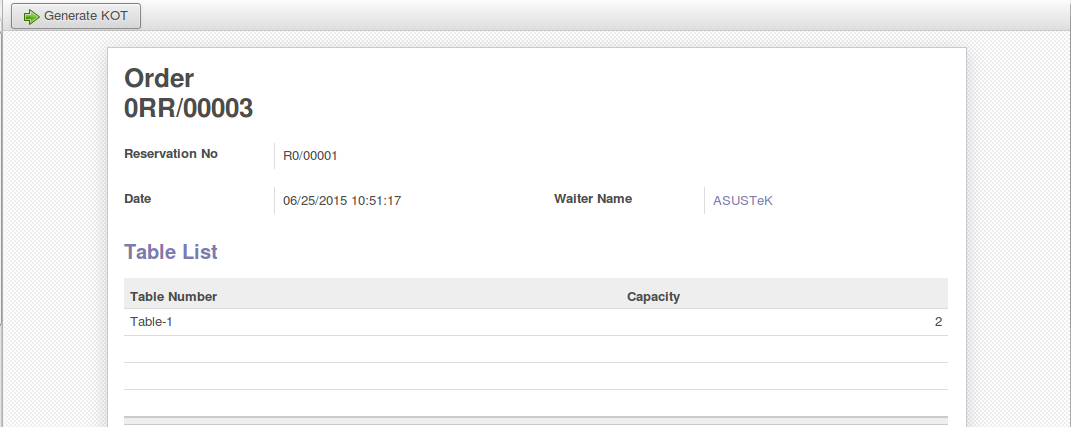 Generate KOT
Order
0RR/00003
Reservation No R0/00001
Date 06/25/2015 10:51:17 Waiter Name ASUSTeK
Table List
Table Number Capacity
Table-1 2